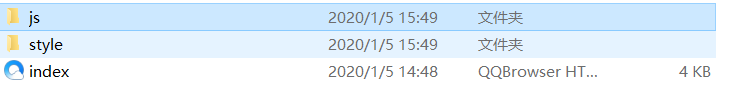 js 2020/1/5 15:49 文件夹
style 2020/1/5 15:49 文件夹
index 2020/1/5 14:48 QQBrowser HT... 4 KB